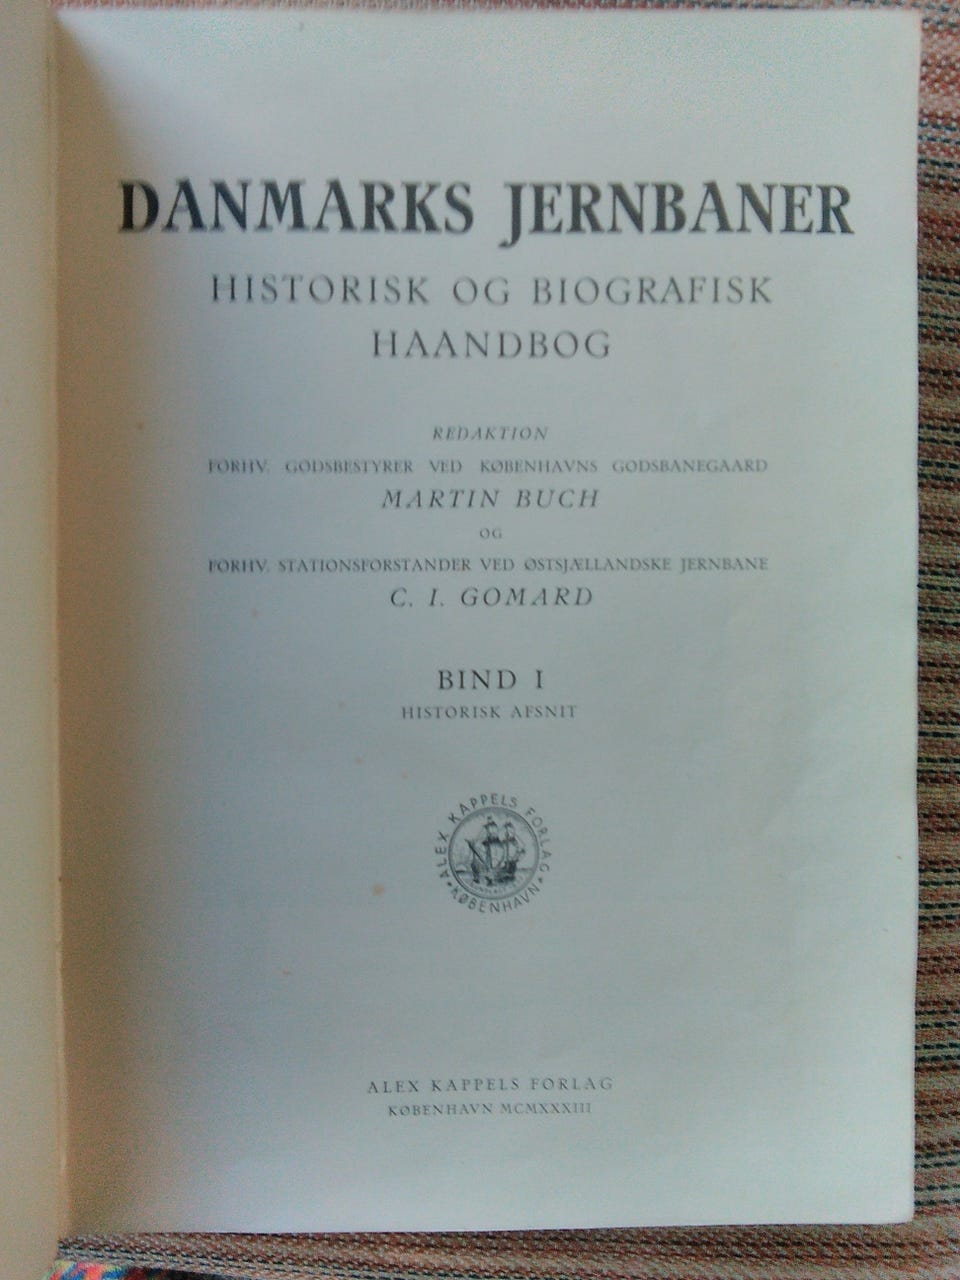 DANMARKS JERNBANER
HISTORISK OG BIOGRAFISK
HAANDBOG
REDAKTION
FORHV. GODSBESTYRER VED KØBENHAVNS GODSBANEGAARD
MARTIN BUCH
OG
FORHV. STATIONSFORSTANDER VED ØSTSJÆLLANDSKE JERNBANE
C. I. GOMARD
BIND I
HISTORISK AFSNIT
ALEX KAPPELS FORLAG
KØBENHAVN
ALEX KAPPELS FORLAG
KØBENHAVN MCMXXXIII